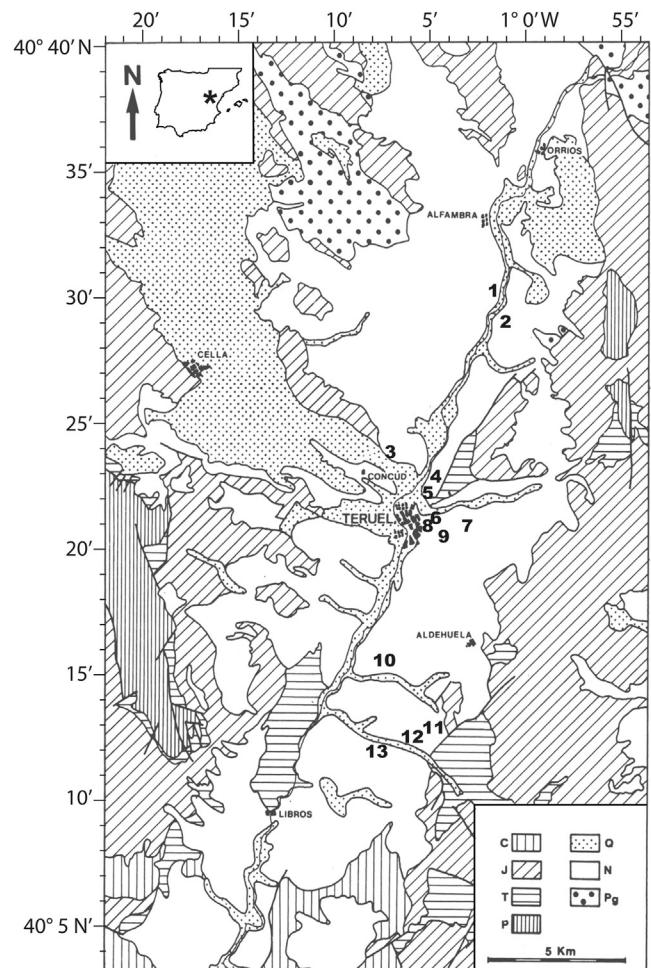 20' 15' 10' 5' 1° 0'W 55'
40° 40'N
N
*
ORRIOS
35'
ALFAMBRA
1
30'
2
CELLA
25'
3
CONCUD
4
5
TERUEL
6
8
7
9
20'
ALDEHUELA
15'
10
11
12
13
10'
LIBROS
C Q
J N
T Pg
P
40° 5 N'
5 Km